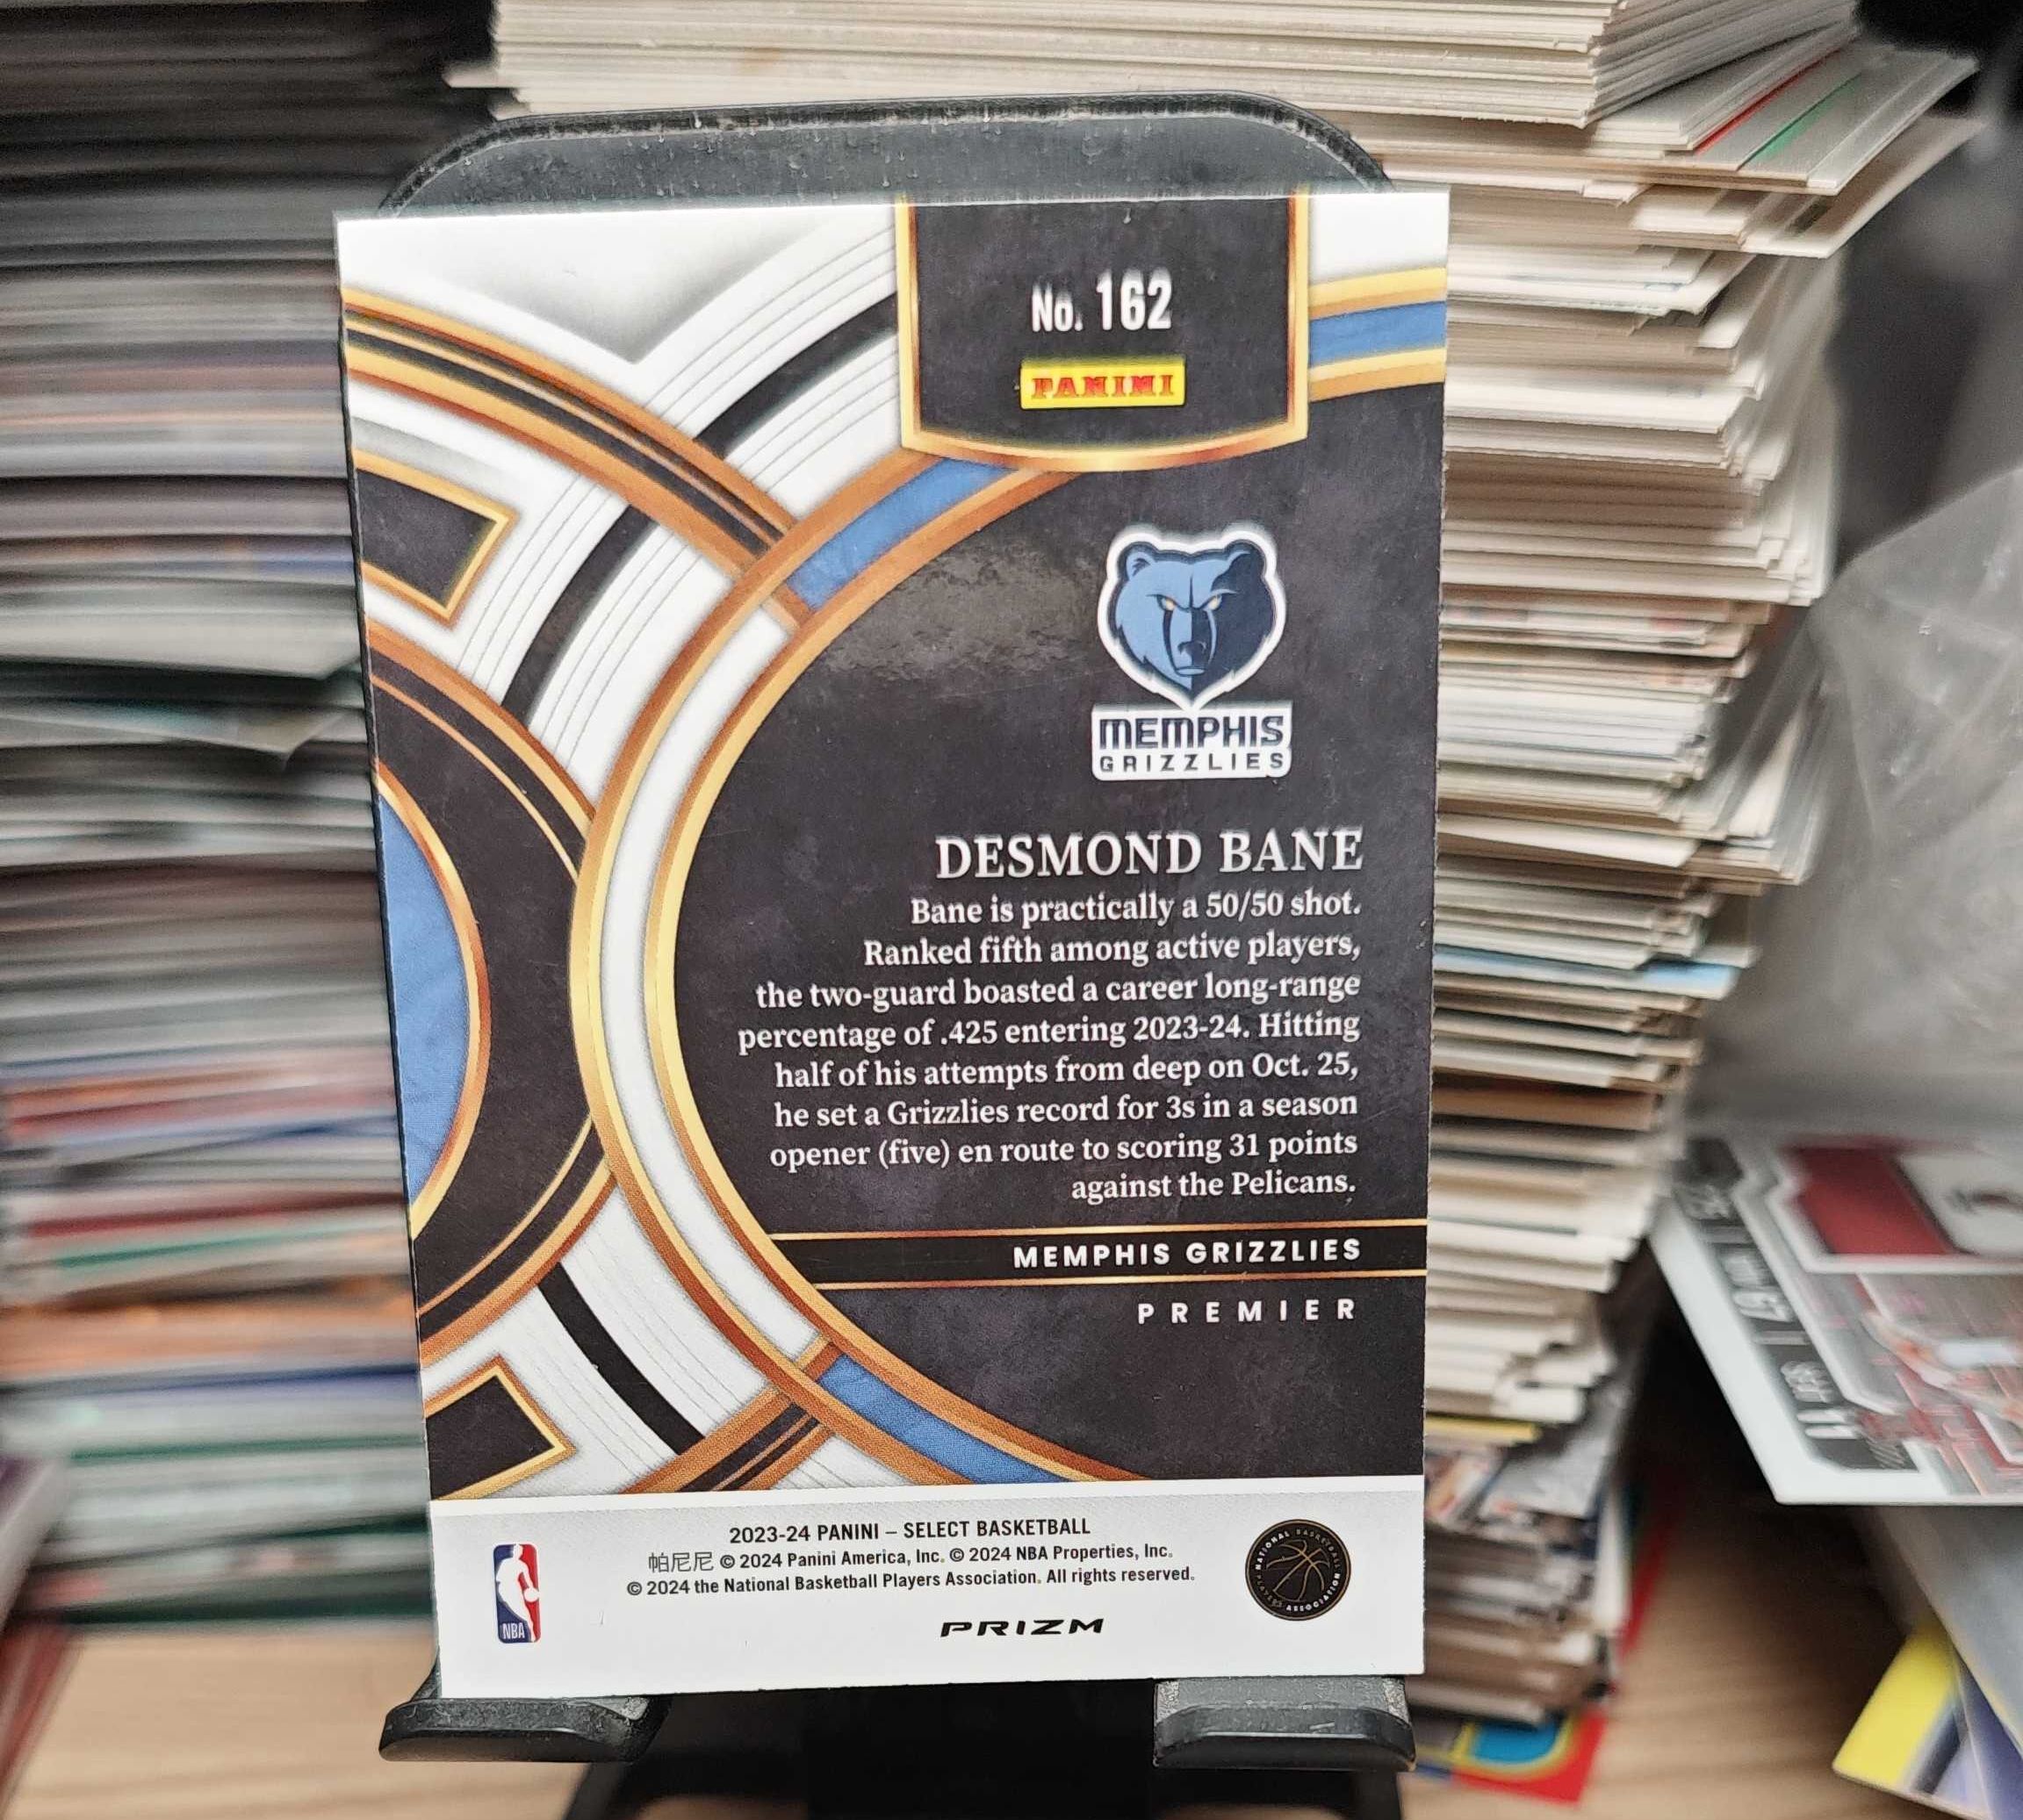 No. 162
PANINI
MEMPHIS
GRIZZLIES
DESMOND BANE
Bane is practically a 50/50 shot.
Ranked fifth among active players,
the two-guard boasted a career long-range
percentage of .425 entering 2023-24. Hitting
half of his attempts from deep on Oct. 25,
he set a Grizzlies record for 3s in a season
opener (five) en route to scoring 31 points
against the Pelicans.
MEMPHIS GRIZZLIES
PREMIER
2023-24 PANINI – SELECT BASKETBALL
帕尼尼 © 2024 Panini America, Inc. © 2024 NBA Properties, Inc.
© 2024 the National Basketball Players Association. All rights reserved.
NBA
NATIONAL BASKETBALL
PLAYERS ASSOCIATION
PRIZM